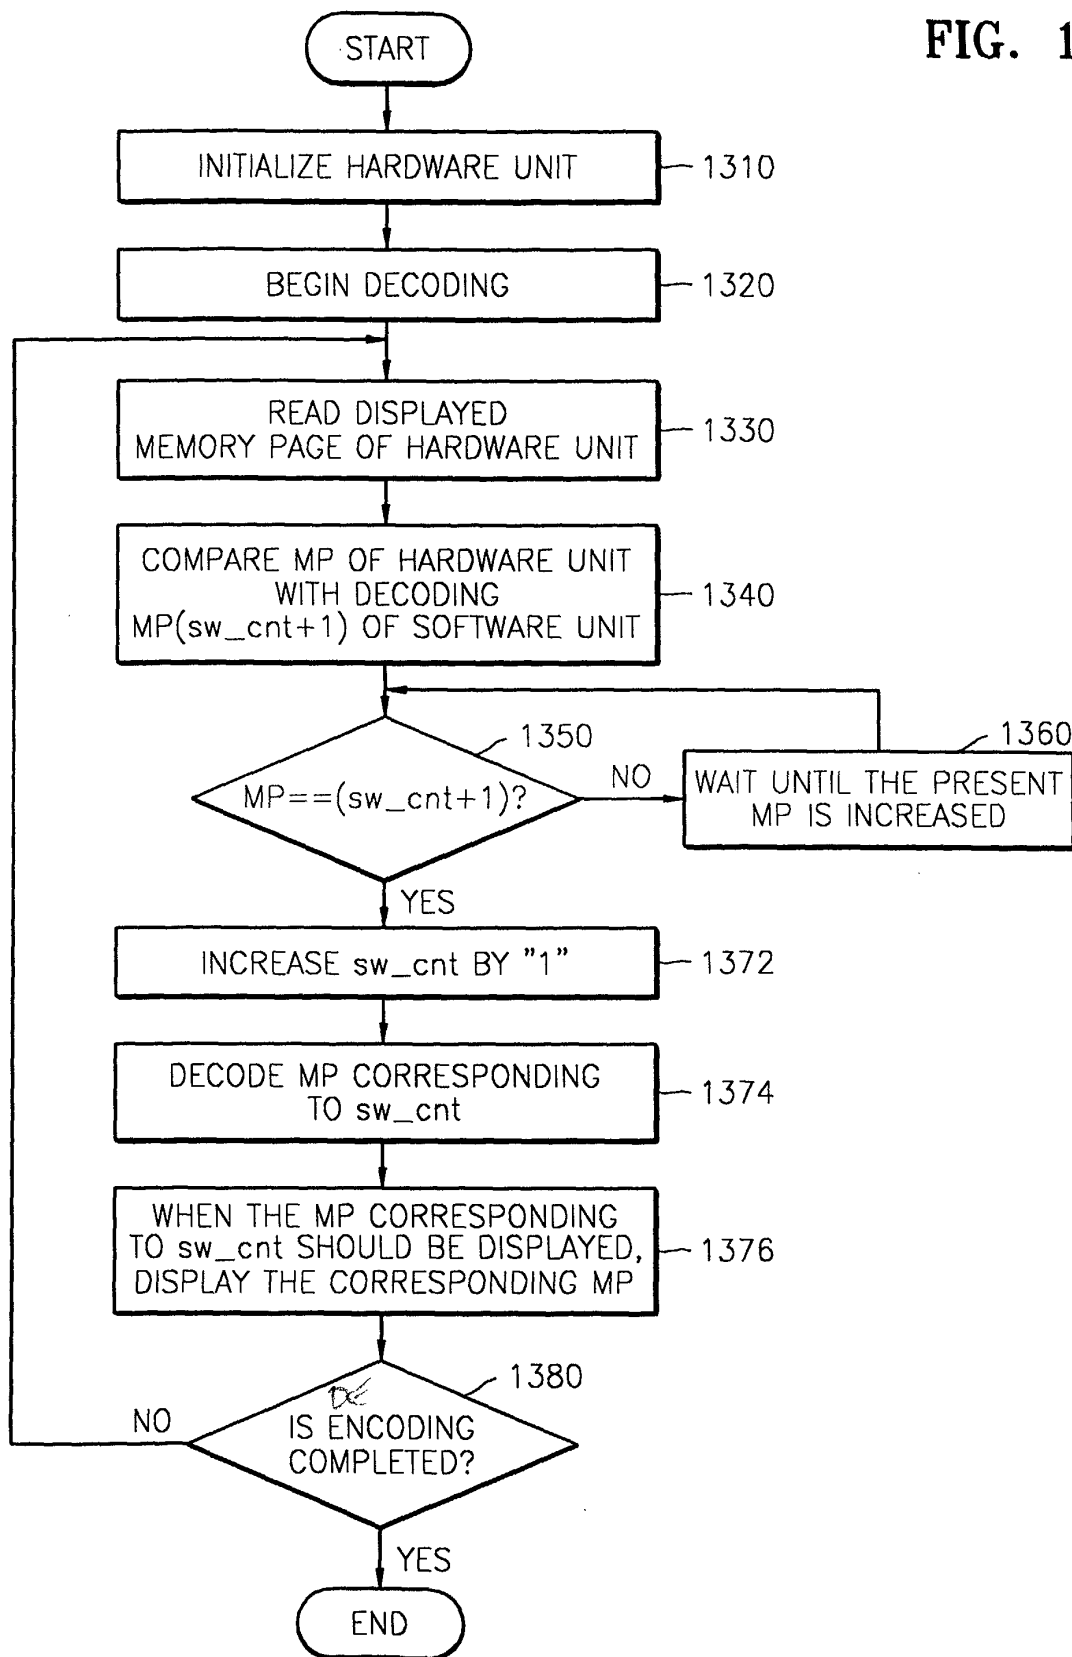 FIG. 1
START
INITIALIZE HARDWARE UNIT
1310
BEGIN DECODING
1320
READ DISPLAYED
MEMORY PAGE OF HARDWARE UNIT
1330
COMPARE MP OF HARDWARE UNIT
WITH DECODING
MP(sw_cnt+1) OF SOFTWARE UNIT
1340
1350
MP==(sw_cnt+1)?
NO
1360
WAIT UNTIL THE PRESENT
MP IS INCREASED
YES
INCREASE sw_cnt BY "1"
1372
DECODE MP CORRESPONDING
TO sw_cnt
1374
WHEN THE MP CORRESPONDING
TO sw_cnt SHOULD BE DISPLAYED,
DISPLAY THE CORRESPONDING MP
1376
1380
DE
IS ENCODING
COMPLETED?
NO
YES
END